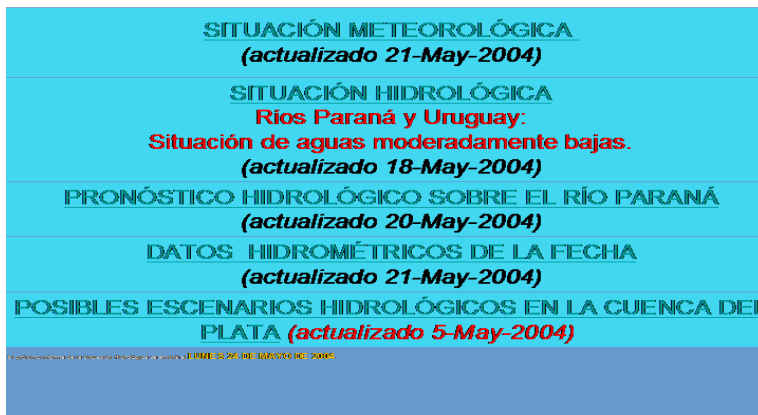 SITUACIÓN METEOROLÓGICA
(actualizado 21-May-2004)
SITUACIÓN HIDROLÓGICA
Ríos Paraná y Uruguay:
Situación de aguas moderadamente bajas.
(actualizado 18-May-2004)
PRONÓSTICO HIDROLÓGICO SOBRE EL RÍO PARANÁ
(actualizado 20-May-2004)
DATOS HIDROMÉTRICOS DE LA FECHA
(actualizado 21-May-2004)
POSIBLES ESCENARIOS HIDROLÓGICOS EN LA CUENCA DEL
PLATA (actualizado 5-May-2004)
LUNES 24 DE MAYO DE 2004